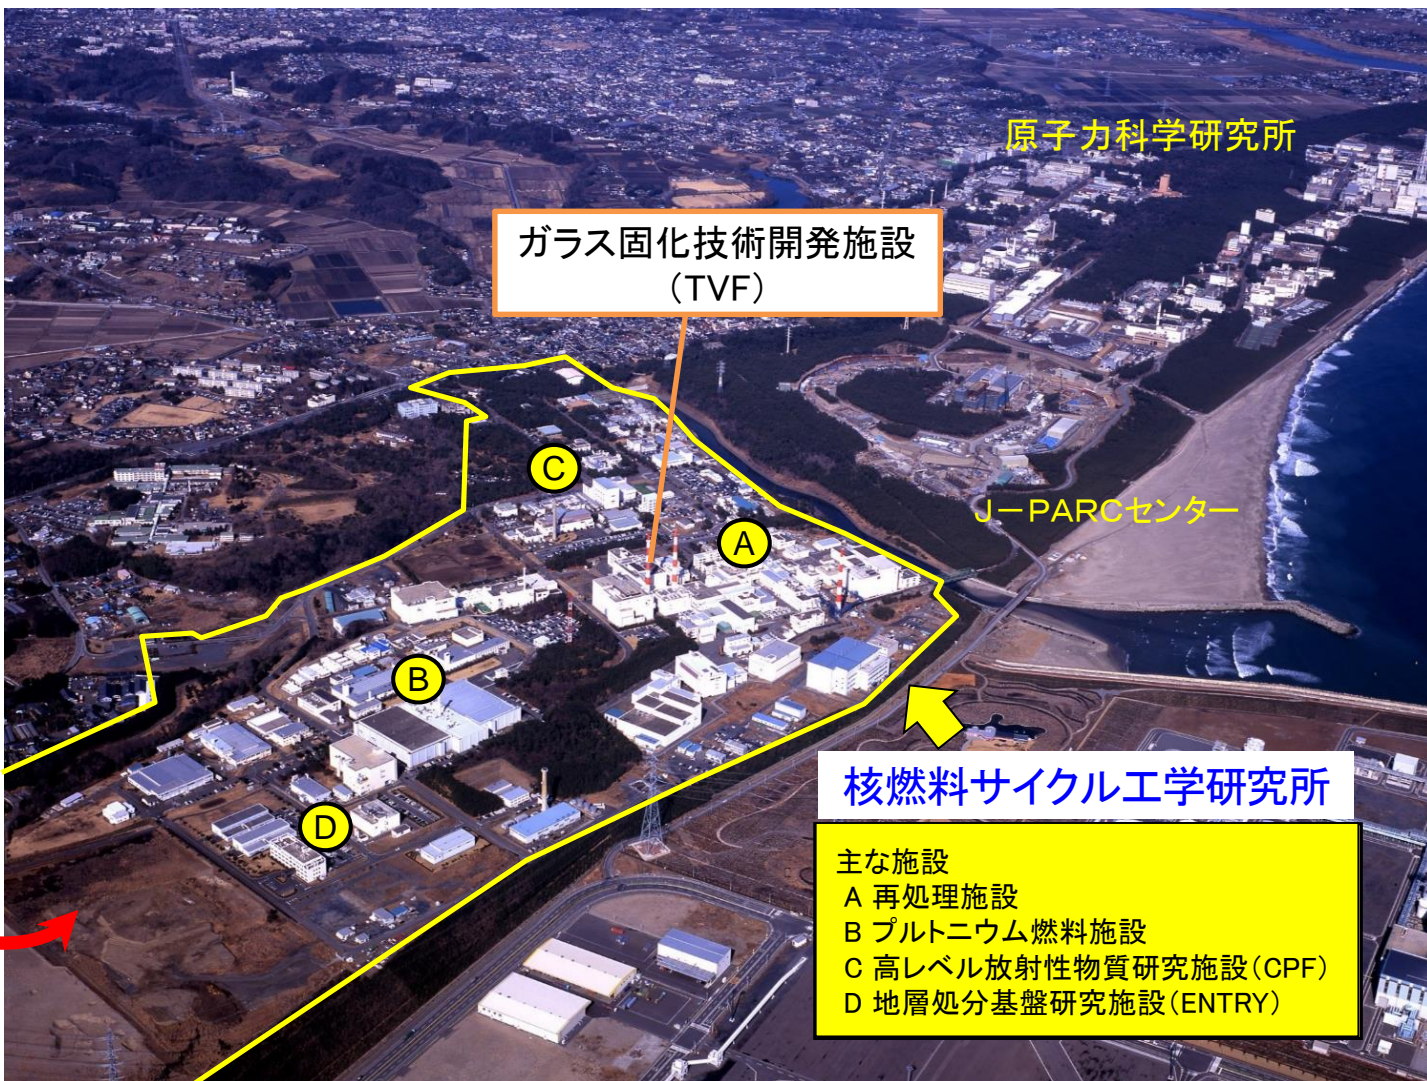 原子力科学研究所
ガラス固化技術開発施設
（TVF）
C
J－PARCセンター
A
B
核燃料サイクル工学研究所
D
主な施設
A 再処理施設
B プルトニウム燃料施設
C 高レベル放射性物質研究施設（CPF）
D 地層処分基盤研究施設（ENTRY）